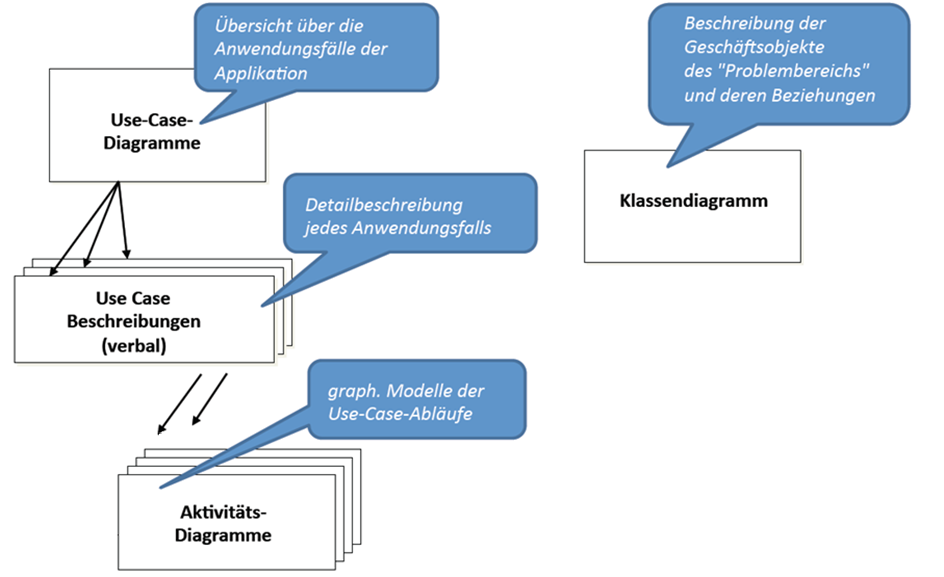 Übersicht über die
Anwendungsfälle der
Applikation
Use-Case-
Diagramme
Beschreibung der
Geschäftsobjekte
des "Problembereichs"
und deren Beziehungen
Klassendiagramm
Detailbeschreibung
jedes Anwendungsfalls
Use Case
Beschreibungen
(verbal)
graph. Modelle der
Use-Case-Abläufe
Aktivitäts-
Diagramme